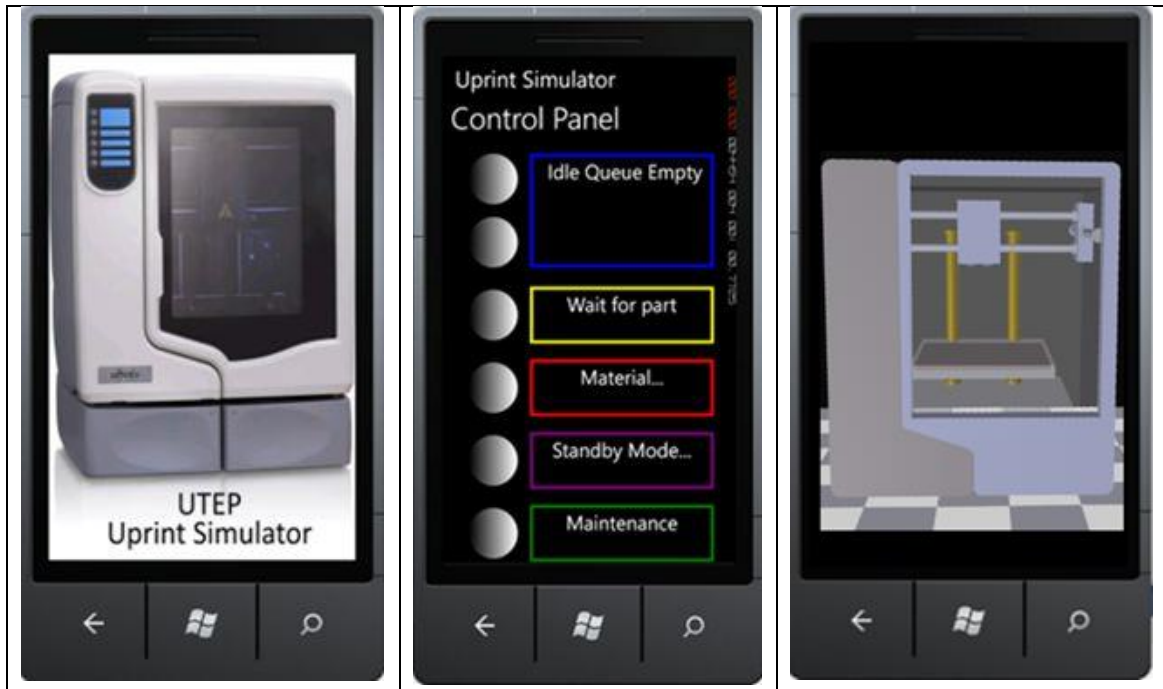 UTEP
Uprint Simulator
Uprint Simulator
Control Panel
Idle Queue Empty
Wait for part
Material...
Standby Mode...
Maintenance